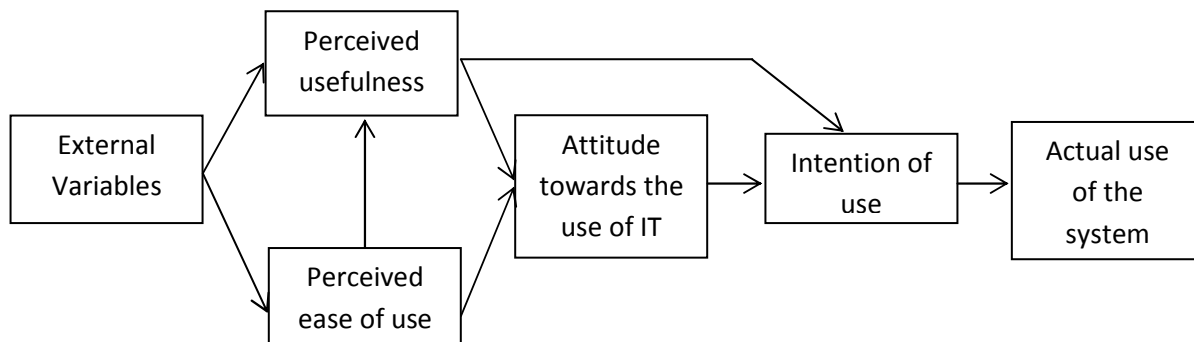 Perceived
usefulness
External
Variables
Attitude
towards the
use of IT
Intention of
use
Actual use
of the
system
Perceived
ease of use